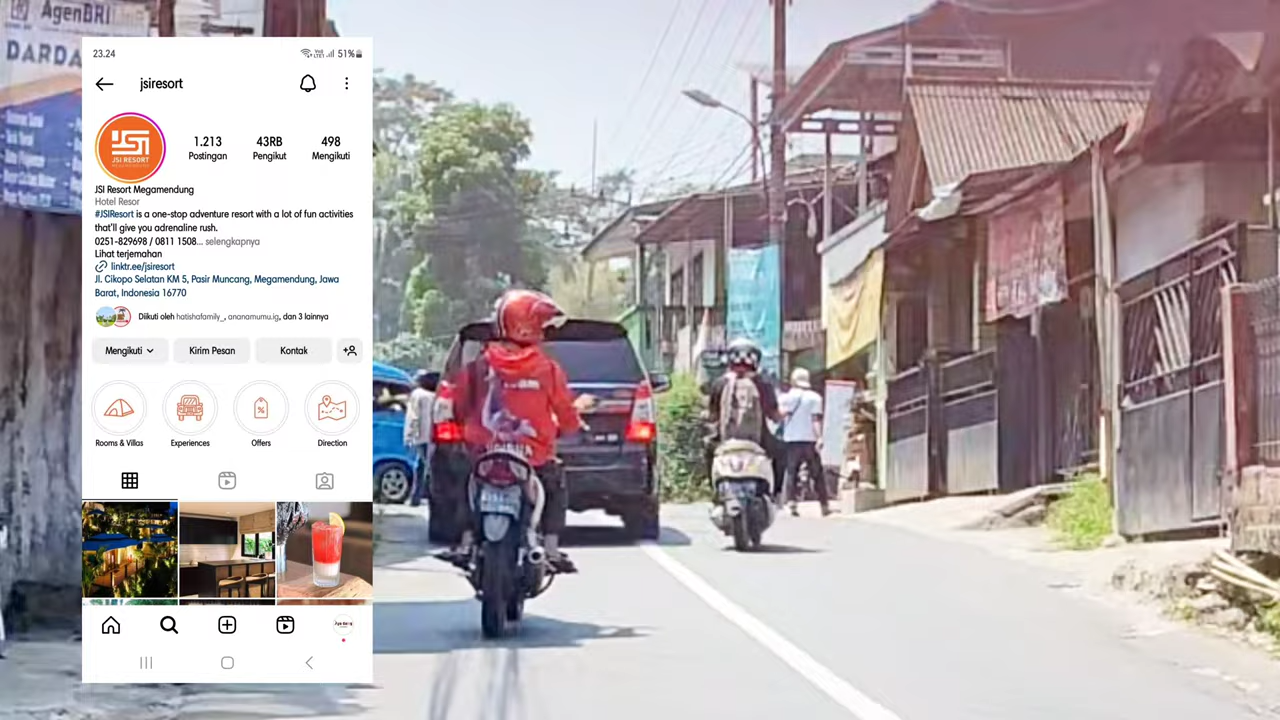 AgenBRI
DARDA
23.24
51%
jsiresort
JSI RESORT
1.213
43RB
498
Postingan
Pengikut
Mengikuti
JSI Resort Megamendung
Hotel Resor
#JSIResort is a one-stop adventure resort with a lot of fun activities
that'll give you adrenaline rush.
0251-829698 / 0811 1508... selengkapnya
Lihat terjemahan
linktr.ee/jsiresort
Jl. Cikopo Selatan KM 5, Pasir Muncang, Megamendung, Jawa
Barat, Indonesia 16770
Diikuti oleh hatishafamily_, ananamumu.ig, dan 3 lainnya
Mengikuti
Kirim Pesan
Kontak
Rooms & Villas
Experiences
Offers
Direction